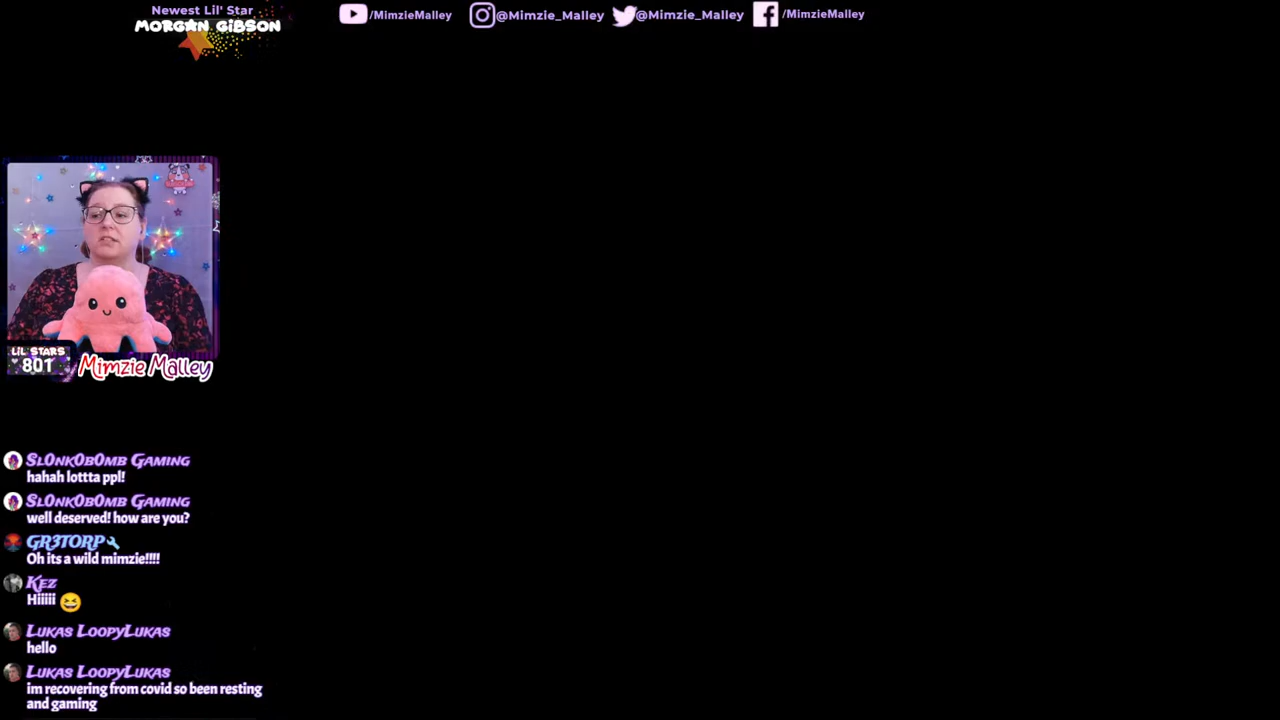 Newest Lil' Star
MORGAN GIBSON
/MimzieMalley
@Mimzie_Malley
@Mimzie_Malley
/MimzieMalley
LIL STARS
801
Mimzie Malley
Sl0nk0b0mb Gaming
hahah lottta ppl!
Sl0nk0b0mb Gaming
well deserved! how are you?
GR3TORP
Oh its a wild mimzie!!!!
Kez
Hiiiii
Lukas LoopyLukas
hello
Lukas LoopyLukas
im recovering from covid so been resting
and gaming